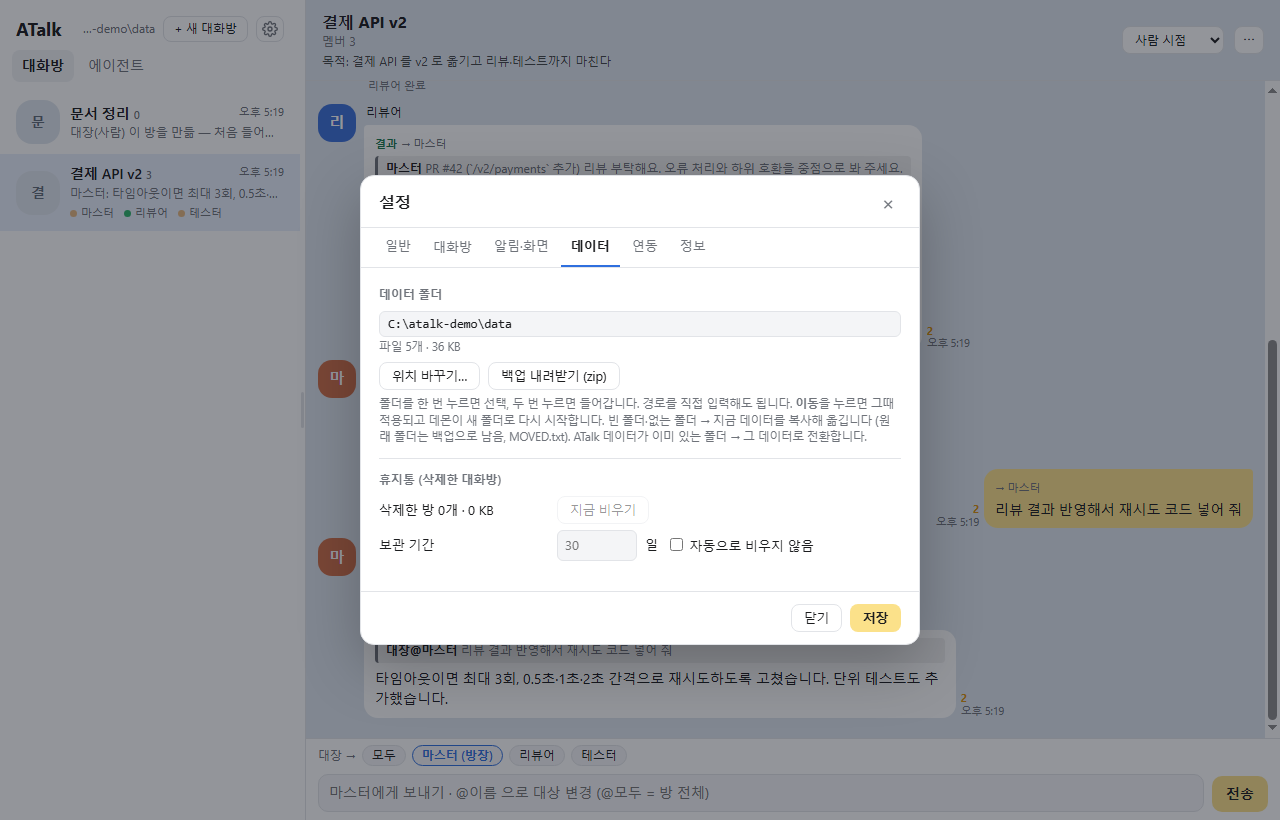 ATalk
...-demo\data
+ 새 대화방
대화방
에이전트
문
문서 정리 0
오후 5:19
대장(사람) 이 방을 만듦 — 처음 들어...
결
결제 API v2 3
오후 5:19
마스터: 타임아웃이면 최대 3회, 0.5초·...
마스터
리뷰어
테스터
결제 API v2
멤버 3
목적: 결제 API 를 v2 로 옮기고 리뷰·테스트까지 마친다
사람 시점
...
리뷰어 완료
리
리뷰어
결과 → 마스터
마스터 PR #42 (`/v2/payments` 추가) 리뷰 부탁해요. 오류 처리와 하위 호환을 중점으로 봐 주세요.
설정
×
일반
대화방
알림·화면
데이터
연동
정보
데이터 폴더
C:\atalk-demo\data
파일 5개 · 36 KB
위치 바꾸기...
백업 내려받기 (zip)
폴더를 한 번 누르면 선택, 두 번 누르면 들어갑니다. 경로를 직접 입력해도 됩니다. 이동을 누르면 그때
적용되고 데몬이 새 폴더로 다시 시작합니다. 빈 폴더·없는 폴더 → 지금 데이터를 복사해 옮깁니다 (원
래 폴더는 백업으로 남음, MOVED.txt). ATalk 데이터가 이미 있는 폴더 → 그 데이터로 전환합니다.
휴지통 (삭제한 대화방)
삭제한 방 0개 · 0 KB
지금 비우기
보관 기간
30
일
자동으로 비우지 않음
닫기
저장
2
오후 5:19
마
→ 마스터
리뷰 결과 반영해서 재시도 코드 넣어 줘
2
오후 5:19
마
대장@마스터 리뷰 결과 반영해서 재시도 코드 넣어 줘
타임아웃이면 최대 3회, 0.5초·1초·2초 간격으로 재시도하도록 고쳤습니다. 단위 테스트도 추
가했습니다.
2
오후 5:19
대장 →
모두
마스터 (방장)
리뷰어
테스터
마스터에게 보내기 · @이름 으로 대상 변경 (@모두 = 방 전체)
전송